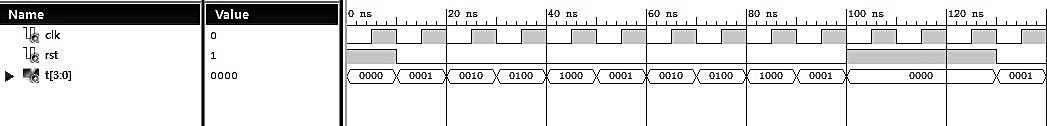 Name Value 0 ns 20 ns 40 ns 60 ns 80 ns 100 ns 120 ns
clk 0
rst 1
t[3:0] 0000 0000 0001 0010 0100 1000 0001 0010 0100 1000 0001 0000 0001